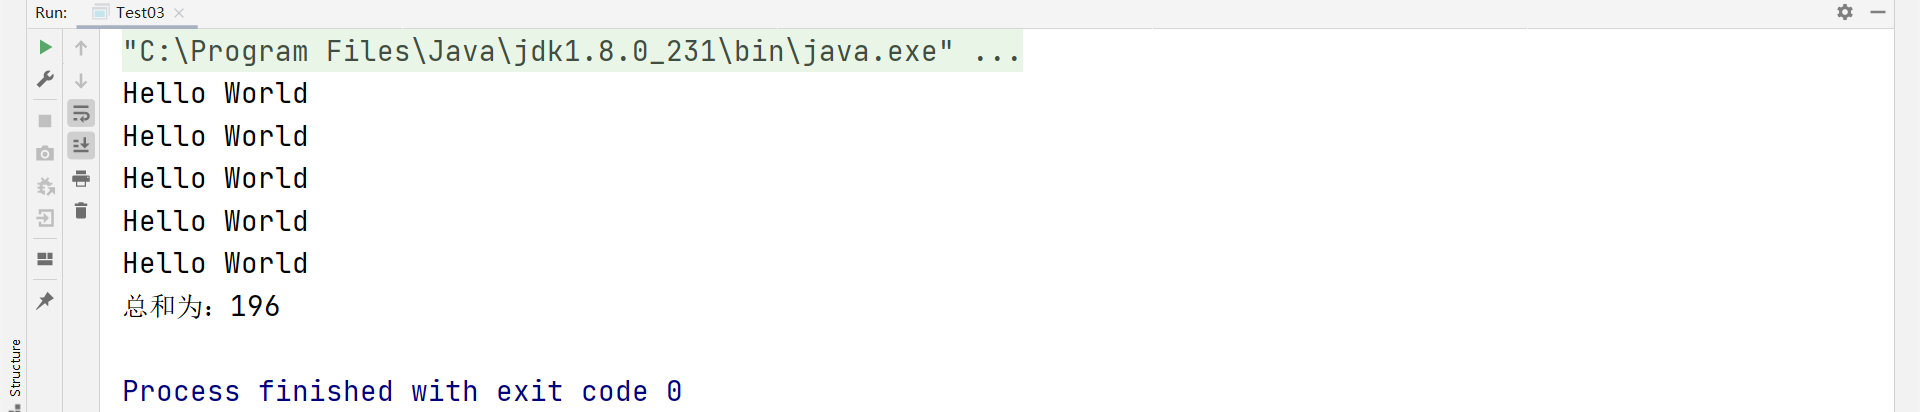 Run: Test03
"C:\Program Files\Java\jdk1.8.0_231\bin\java.exe" ...
Hello World
Hello World
Hello World
Hello World
Hello World
总和为：196
Process finished with exit code 0
Structure